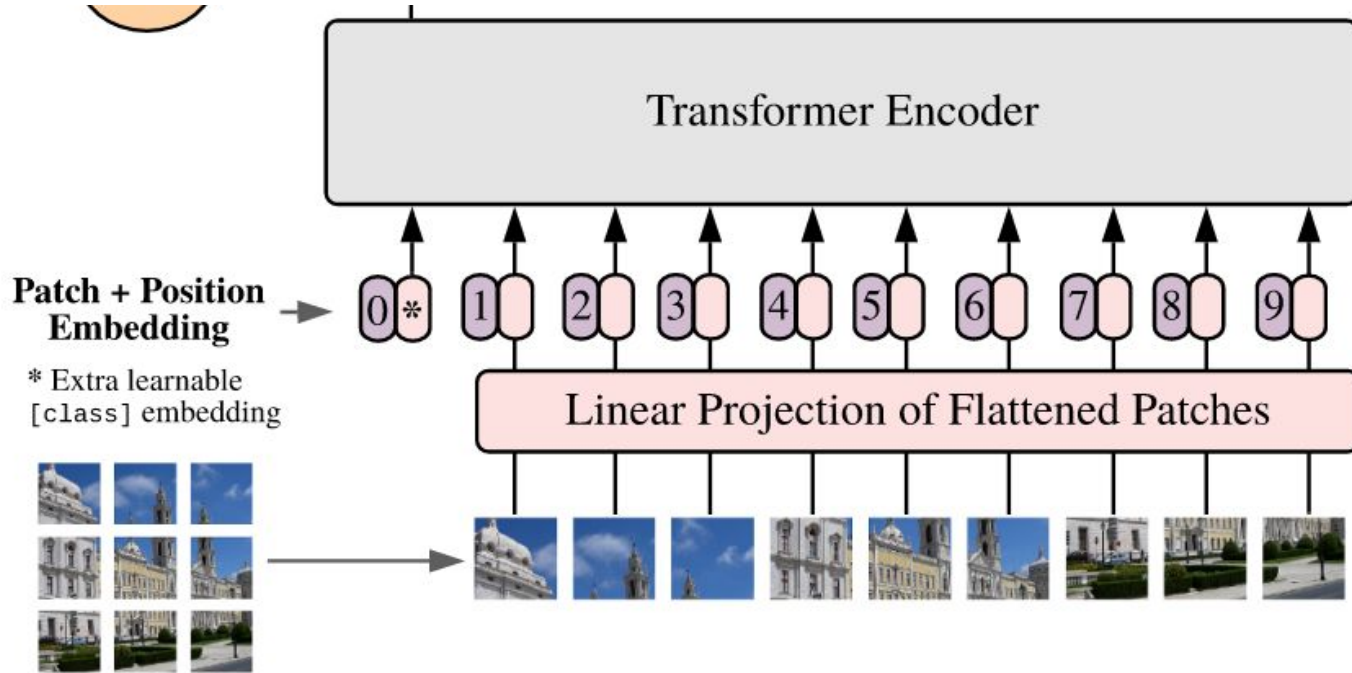 Transformer Encoder
Patch + Position
Embedding
0 * 1 2 3 4 5 6 7 8 9
* Extra learnable
[class] embedding
Linear Projection of Flattened Patches